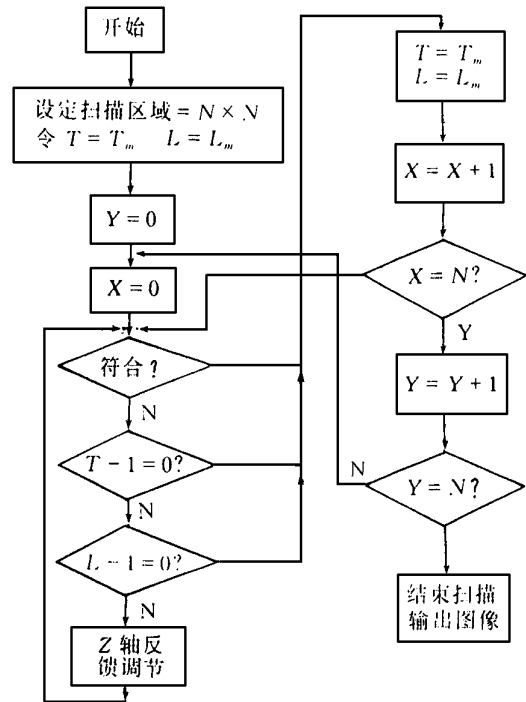 开始
设定扫描区域 = N × N
令 T = Tm L = Lm
Y = 0
X = 0
符合？
N
T − 1 = 0?
N
L − 1 = 0?
N
Z 轴反
馈调节
T = Tm
L = Lm
X = X + 1
X = N?
Y
Y = Y + 1
N
Y = N?
结束扫描
输出图像